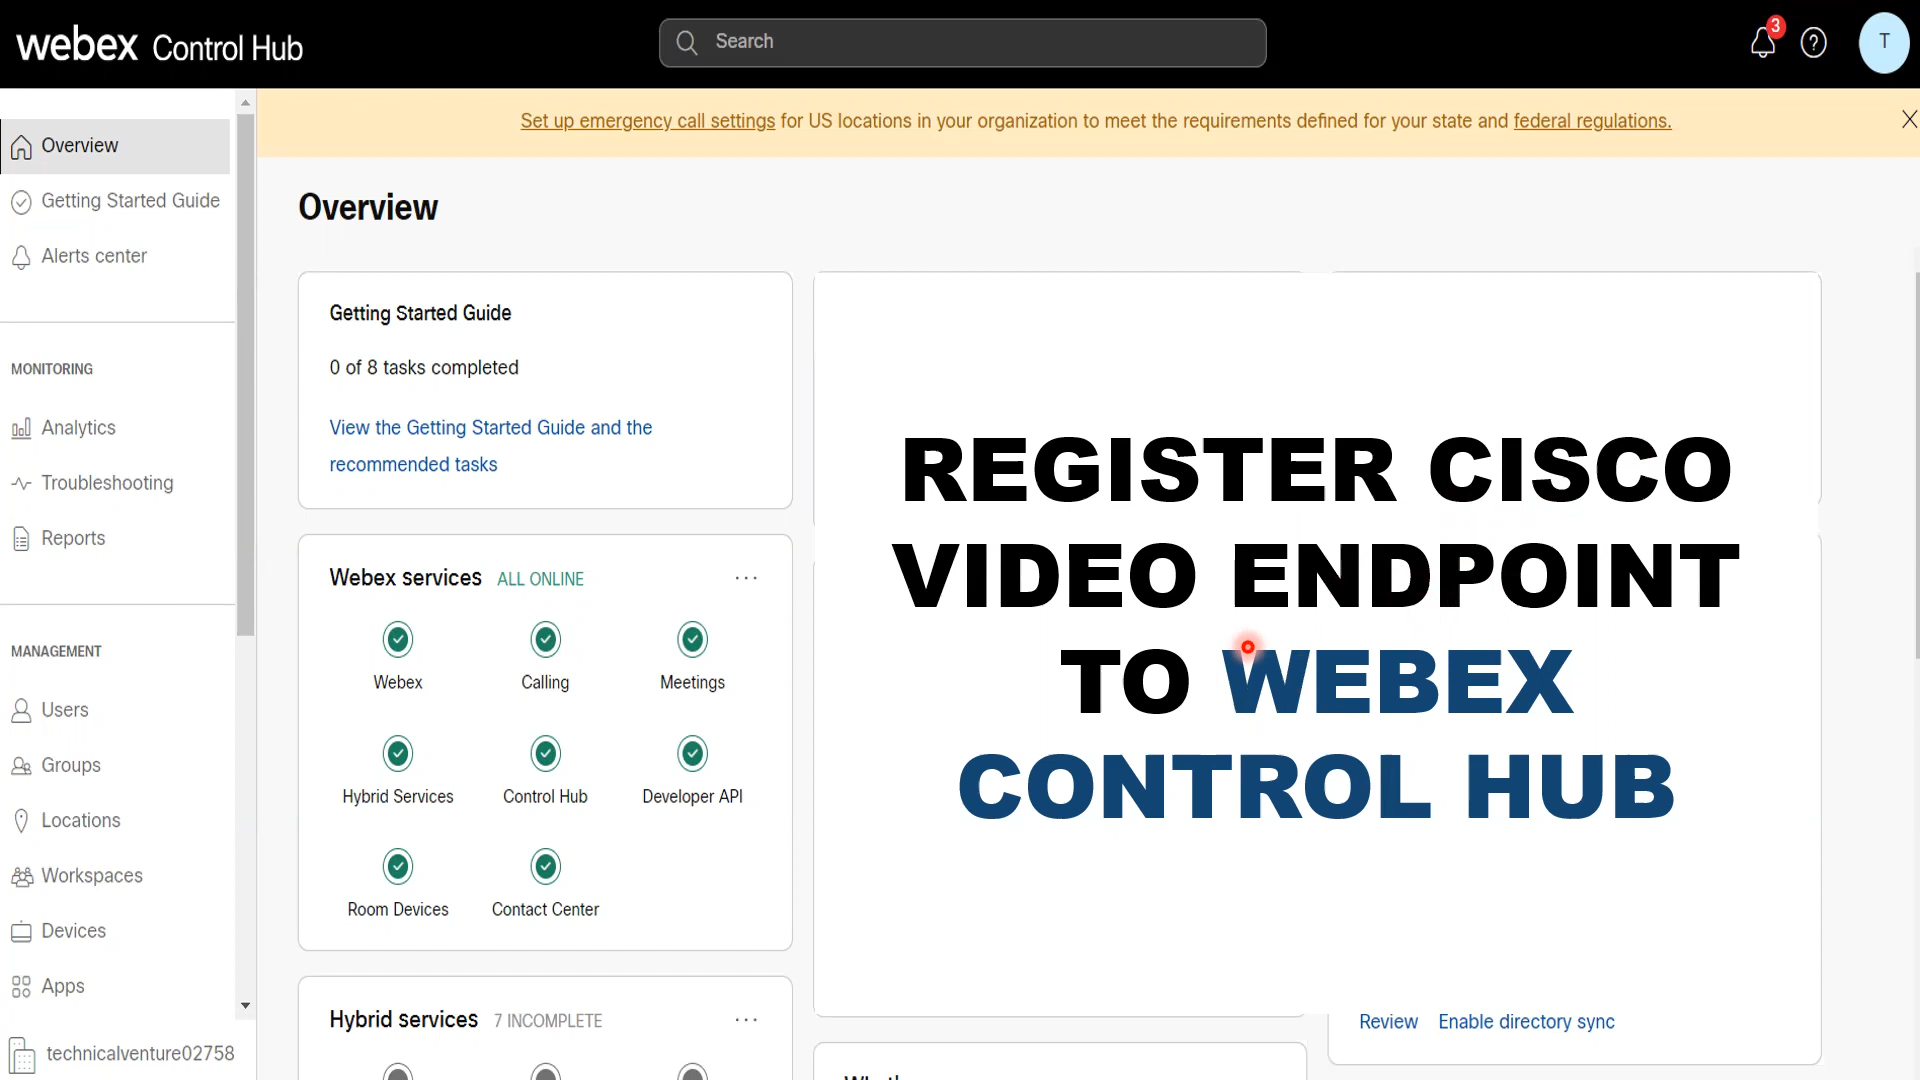 webex Control Hub
Search
3
T
Set up emergency call settings for US locations in your organization to meet the requirements defined for your state and federal regulations.
Overview
Getting Started Guide
Alerts center
MONITORING
Analytics
Troubleshooting
Reports
MANAGEMENT
Users
Groups
Locations
Workspaces
Devices
Apps
technicalventure02758
Overview
Getting Started Guide
0 of 8 tasks completed
View the Getting Started Guide and the
recommended tasks
Webex services ALL ONLINE
Webex Calling Meetings
Hybrid Services Control Hub Developer API
Room Devices Contact Center
Hybrid services 7 INCOMPLETE
REGISTER CISCO
VIDEO ENDPOINT
TO WEBEX
CONTROL HUB
Review Enable directory sync